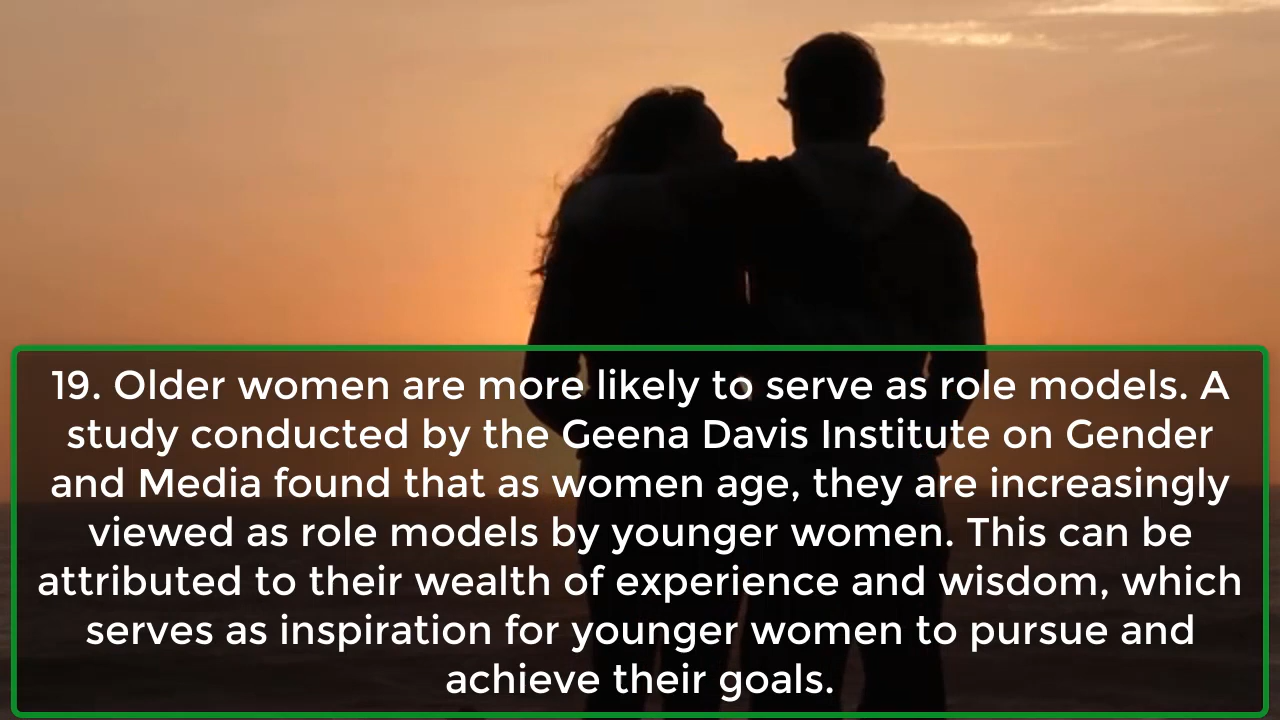 19. Older women are more likely to serve as role models. A
study conducted by the Geena Davis Institute on Gender
and Media found that as women age, they are increasingly
viewed as role models by younger women. This can be
attributed to their wealth of experience and wisdom, which
serves as inspiration for younger women to pursue and
achieve their goals.